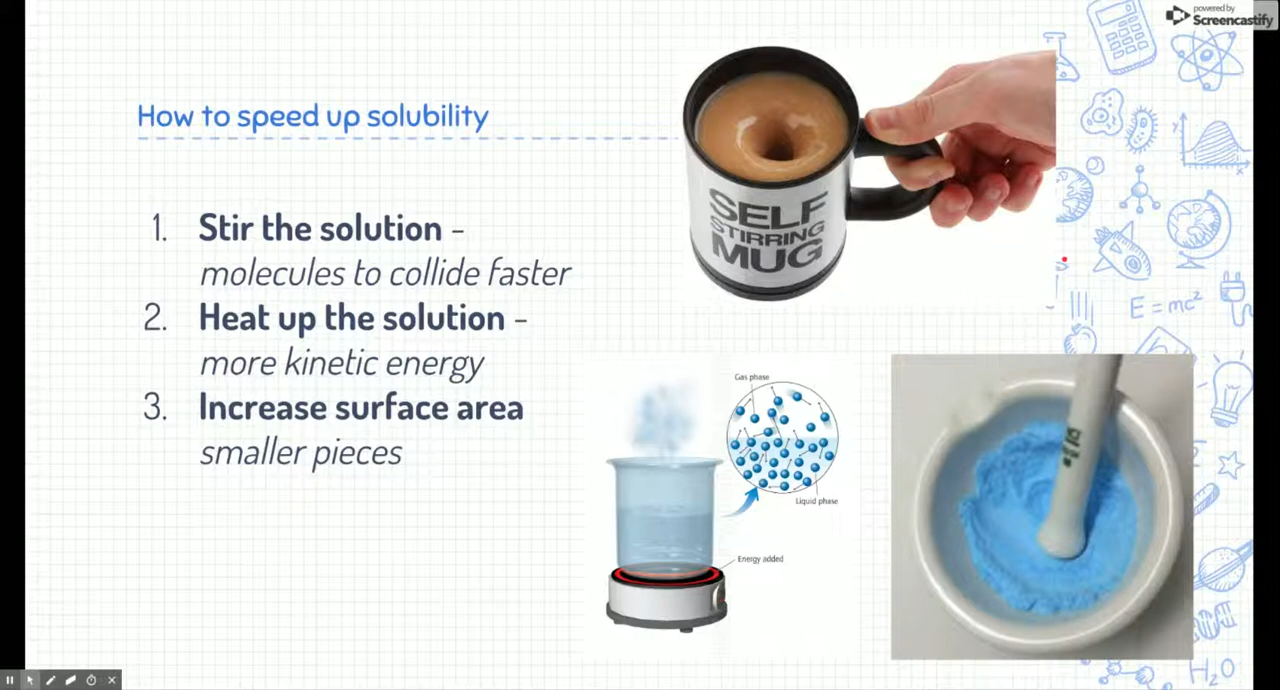 powered by
Screencastify
How to speed up solubility
1. Stir the solution –
molecules to collide faster
2. Heat up the solution –
more kinetic energy
3. Increase surface area
smaller pieces
SELF
STIRRING
MUG
Gas phase
Liquid phase
Energy added
E = mc²
H₂O